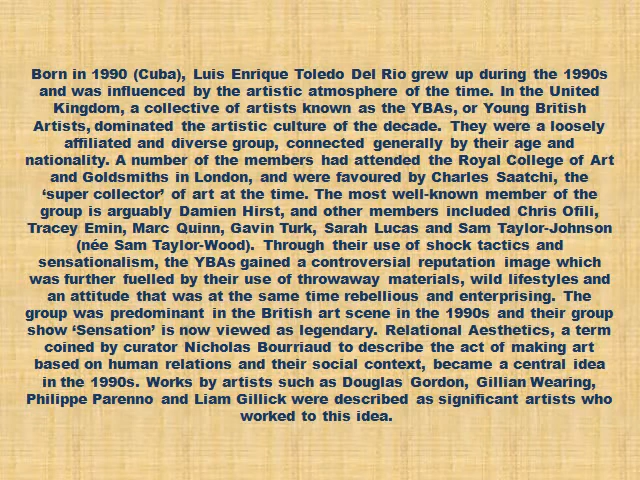 Born in 1990 (Cuba), Luis Enrique Toledo Del Rio grew up during the 1990s
and was influenced by the artistic atmosphere of the time. In the United
Kingdom, a collective of artists known as the YBAs, or Young British
Artists, dominated the artistic culture of the decade. They were a loosely
affiliated and diverse group, connected generally by their age and
nationality. A number of the members had attended the Royal College of Art
and Goldsmiths in London, and were favoured by Charles Saatchi, the
‘super collector’ of art at the time. The most well-known member of the
group is arguably Damien Hirst, and other members included Chris Ofili,
Tracey Emin, Marc Quinn, Gavin Turk, Sarah Lucas and Sam Taylor-Johnson
(née Sam Taylor-Wood). Through their use of shock tactics and
sensationalism, the YBAs gained a controversial reputation image which
was further fuelled by their use of throwaway materials, wild lifestyles and
an attitude that was at the same time rebellious and enterprising. The
group was predominant in the British art scene in the 1990s and their group
show ‘Sensation’ is now viewed as legendary. Relational Aesthetics, a term
coined by curator Nicholas Bourriaud to describe the act of making art
based on human relations and their social context, became a central idea
in the 1990s. Works by artists such as Douglas Gordon, Gillian Wearing,
Philippe Parenno and Liam Gillick were described as significant artists who
worked to this idea.